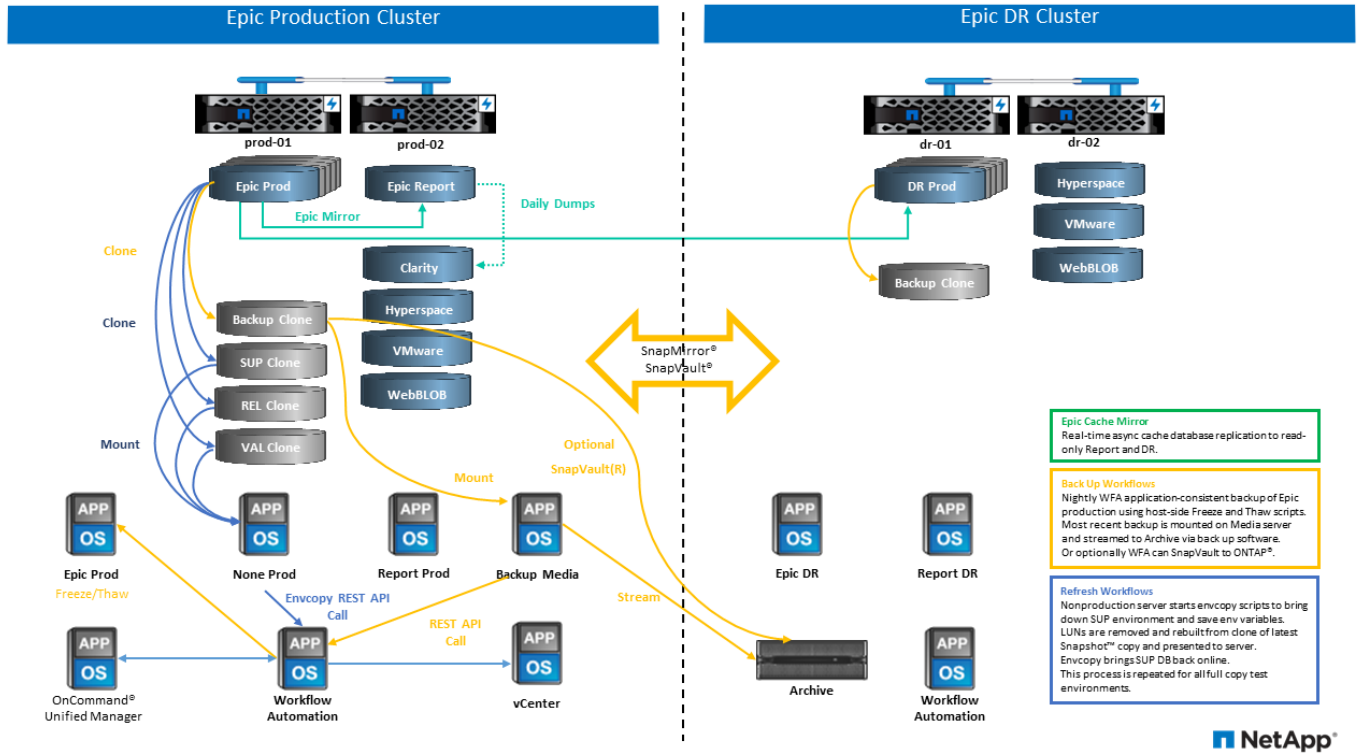 Epic Production Cluster
Epic DR Cluster
prod-01
prod-02
dr-01
dr-02
Epic Prod
Epic Report
DR Prod
Hyperspace
Epic Mirror
Daily Dumps
VMware
Clone
Clarity
WebBLOB
Backup Clone
Hyperspace
Backup Clone
Clone
VMware
SnapMirror®
SnapVault®
SUP Clone
WebBLOB
REL Clone
Mount
VAL Clone
Optional
SnapVault(R)
Mount
Epic Cache Mirror
Real-time async cache database replication to read-
only Report and DR.
Back Up Workflows
Nightly WFA application-consistent backup of Epic
production using host-side Freeze and Thaw scripts.
Most recent backup is mounted on Media server
and streamed to Archive via back up software.
Or optionally WFA can SnapVault to ONTAP®.
Refresh Workflows
Nonproduction server starts envcopy scripts to bring
down SUP environment and save env variables.
LUNs are removed and rebuilt from clone of latest
Snapshot™ copy and presented to server.
Envcopy brings SUP DB back online.
This process is repeated for all full copy test
environments.
APP
OS
APP
OS
APP
OS
APP
OS
APP
OS
APP
OS
Epic Prod
None Prod
Report Prod
Backup Media
Epic DR
Report DR
Freeze/Thaw
Envcopy REST API
Call
Stream
REST API
Call
APP
OS
APP
OS
APP
OS
APP
OS
OnCommand®
Unified Manager
Workflow
Automation
vCenter
Archive
Workflow
Automation
NetApp®